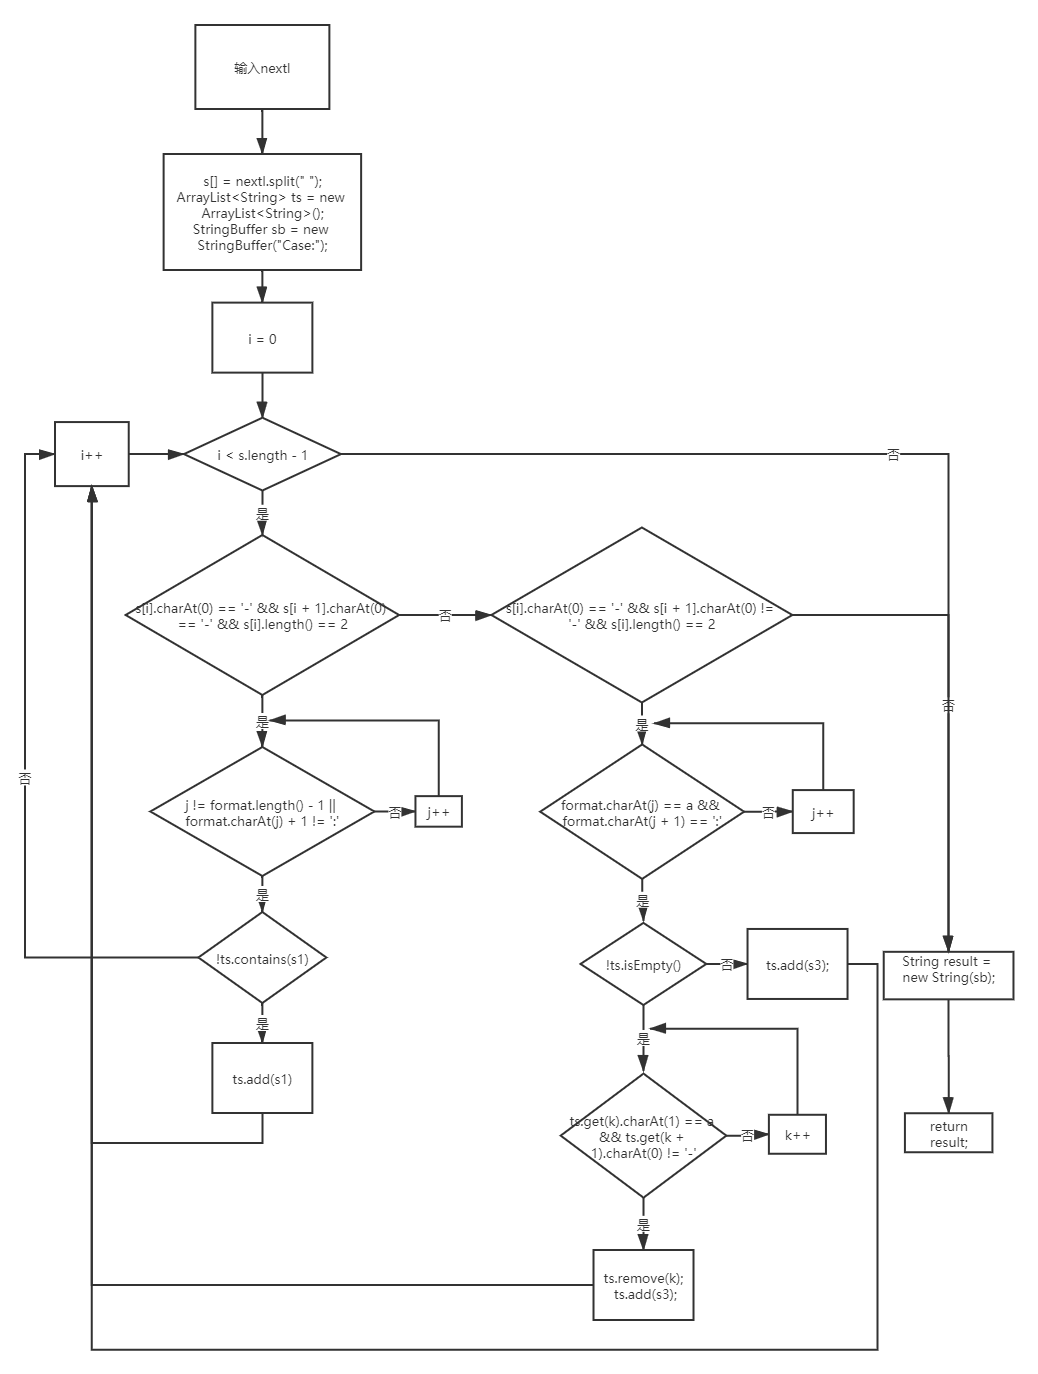 输入nextl
s[] = nextl.split(" ");
ArrayList<String> ts = new
ArrayList<String>();
StringBuffer sb = new
StringBuffer("Case:");
i = 0
i++
i < s.length - 1
否
是
s[i].charAt(0) == '-' && s[i + 1].charAt(0)
== '-' && s[i].length() == 2
否
s[i].charAt(0) == '-' && s[i + 1].charAt(0) !=
'-' && s[i].length() == 2
否
是
是
否
j != format.length() - 1 ||
format.charAt(j) + 1 != ':'
否
j++
format.charAt(j) == a &&
format.charAt(j + 1) == ':'
否
j++
是
是
!ts.contains(s1)
!ts.isEmpty()
否
ts.add(s3);
String result =
new String(sb);
是
是
ts.add(s1)
ts.get(k).charAt(1) == a
&& ts.get(k +
1).charAt(0) != '-'
否
k++
return
result;
是
ts.remove(k);
ts.add(s3);